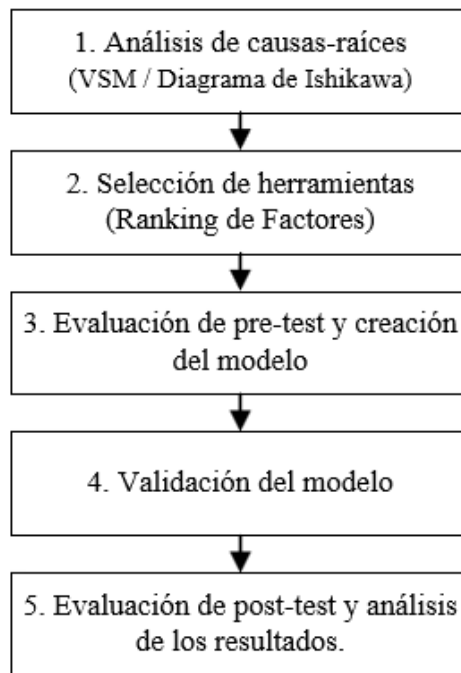 1. Análisis de causas-raíces
(VSM / Diagrama de Ishikawa)
2. Selección de herramientas
(Ranking de Factores)
3. Evaluación de pre-test y creación
del modelo
4. Validación del modelo
5. Evaluación de post-test y análisis
de los resultados.